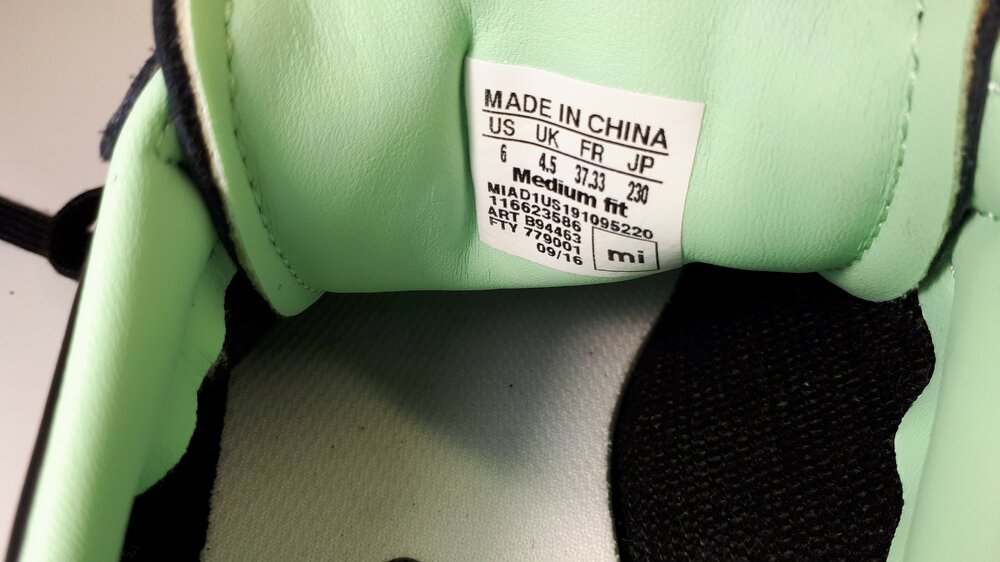 MADE IN CHINA
US UK FR JP
6 4.5 37.33 230
Medium fit
MIAD1US191095220
116623586
ART B94463
FTY 779001
09/16
mi